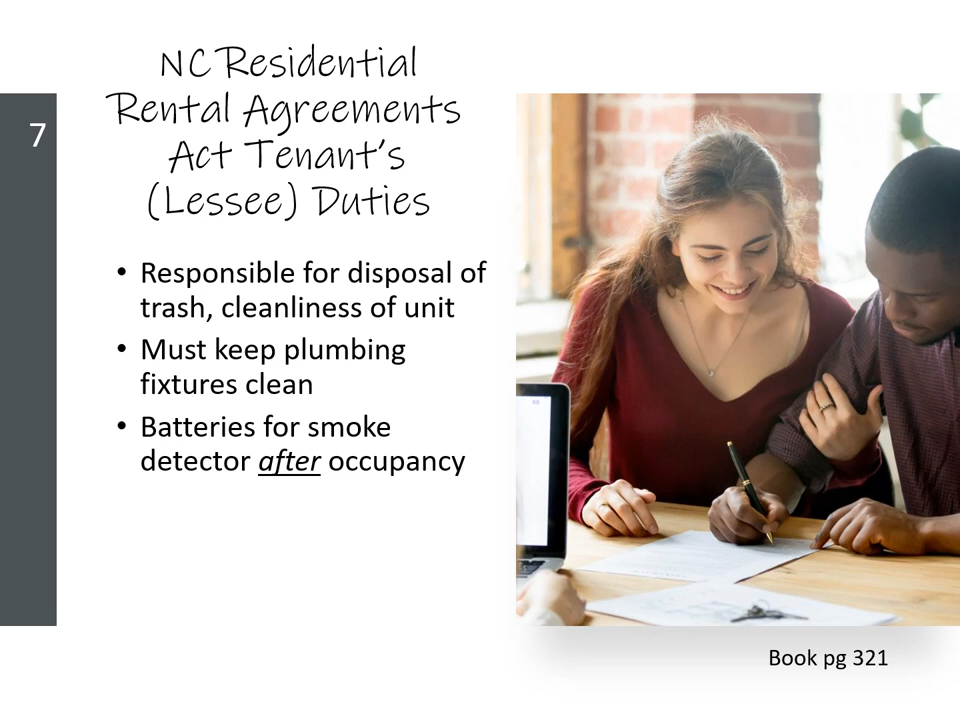 7
NC Residential
Rental Agreements
Act Tenant's
(Lessee) Duties
• Responsible for disposal of
trash, cleanliness of unit
• Must keep plumbing
fixtures clean
• Batteries for smoke
detector after occupancy
Book pg 321